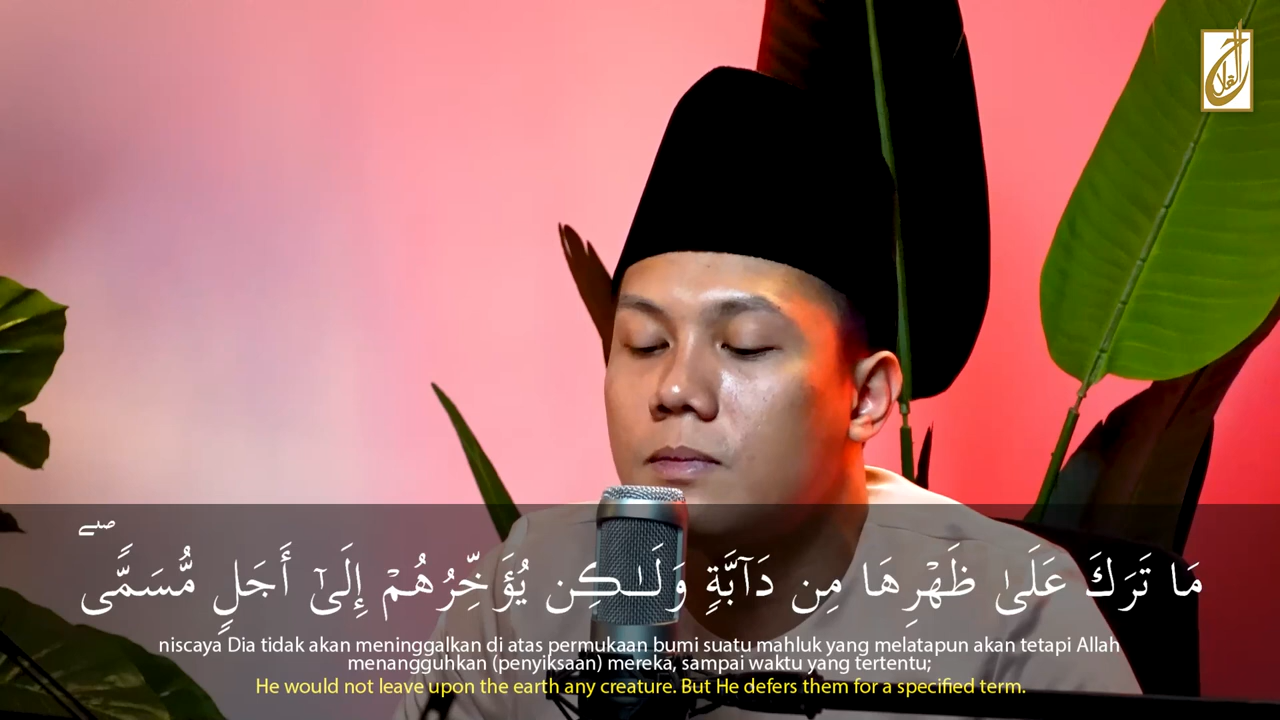 مَا تَرَكَ عَلَىٰ ظَهْرِهَا مِن دَآبَّةٍ وَلَـٰكِن يُؤَخِّرُهُمْ إِلَىٰٓ أَجَلٍ مُّسَمًّى ۖ
niscaya Dia tidak akan meninggalkan di atas permukaan bumi suatu mahluk yang melatapun akan tetapi Allah
menangguhkan (penyiksaan) mereka, sampai waktu yang tertentu;
He would not leave upon the earth any creature. But He defers them for a specified term.